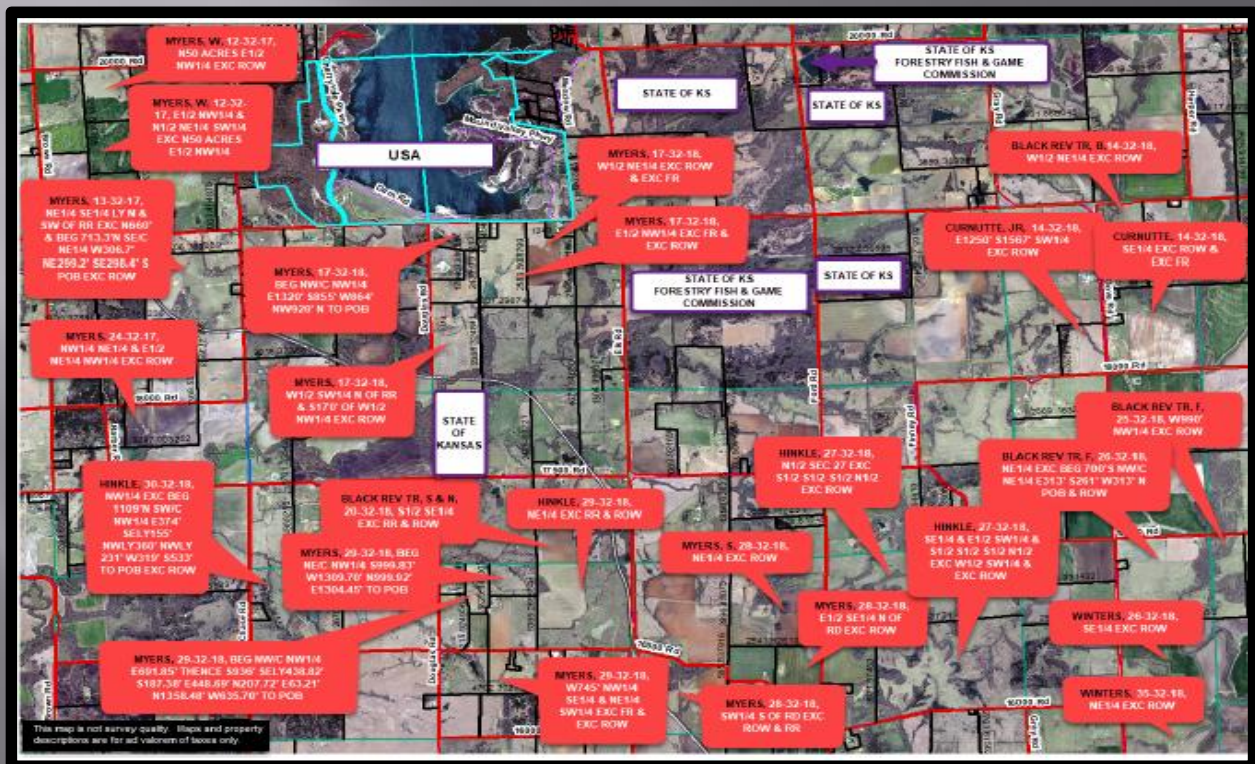 MYERS, W. 12-32-17,
N50 ACRES E1/2
NW1/4 EXC ROW
20000 Rd
STATE OF KS
FORESTRY FISH & GAME
COMMISSION
STATE OF KS
STATE OF KS
MYERS, W. 12-32-
17, E1/2 NW1/4 &
N1/2 NE1/4 SW1/4
EXC N50 ACRES
E1/2 NW1/4
USA
MYERS, 17-32-18,
W1/2 NE1/4 EXC ROW
& EXC FR
BLACK REV TR, B,14-32-18,
W1/2 NE1/4 EXC ROW
MYERS, 13-32-17,
NE1/4 SE1/4 LY N &
SW OF RR EXC N660'
& BEG 713.3'N SE/C
NE1/4 W306.7'
NE259.2' SE298.4' S
POB EXC ROW
MYERS, 17-32-18,
E1/2 NW1/4 EXC FR &
EXC ROW
CURNUTTE, JR, 14-32-18,
E1250' S1567' SW1/4
EXC ROW
CURNUTTE, 14-32-18,
SE1/4 EXC ROW &
EXC FR
MYERS, 17-32-18,
BEG NW/C NW1/4
E1320' S855' W864'
NW920' N TO POB
STATE OF KS
FORESTRY FISH & GAME
COMMISSION
STATE OF KS
Douglas Rd
Elk Rd
MYERS, 24-32-17,
NW1/4 NE1/4 & E1/2
NE1/4 NW1/4 EXC ROW
18000 Rd
18000 Rd
Ford Rd
MYERS, 17-32-18,
W1/2 SW1/4 N OF RR
& S170' OF W1/2
NW1/4 EXC ROW
STATE
OF
KANSAS
BLACK REV TR, F,
25-32-18, W990'
NW1/4 EXC ROW
HINKLE, 27-32-18,
N1/2 SEC 27 EXC
S1/2 S1/2 S1/2 N1/2
EXC ROW
BLACK REV TR, F, 26-32-18,
NE1/4 EXC BEG 700'S NW/C
NE1/4 E313' S261' W313' N
POB & ROW
17500 Rd
HINKLE, 30-32-18,
NW1/4 EXC BEG
1109'N SW/C
NW1/4 E374'
SELY155'
NWLY360' NWLY
231' W319' S533'
TO POB EXC ROW
BLACK REV TR, S & N,
20-32-18, S1/2 SE1/4
EXC RR & ROW
HINKLE, 29-32-18,
NE1/4 EXC RR & ROW
HINKLE, 27-32-18,
SE1/4 & E1/2 SW1/4 &
S1/2 S1/2 S1/2 N1/2
EXC W1/2 SW1/4 &
EXC ROW
MYERS, 29-32-18, BEG
NE/C NW1/4 S999.83'
W1309.70' N999.92'
E1304.45' TO POB
MYERS, S. 28-32-18,
NE1/4 EXC ROW
MYERS, 28-32-18,
E1/2 SE1/4 N OF
RD EXC ROW
WINTERS, 26-32-18,
SE1/4 EXC ROW
Douglas Rd
MYERS, 29-32-18, BEG NW/C NW1/4
E691.85' THENCE S936' SELY438.82'
S187.38' E448.69' N207.72' E63.21'
N1358.48' W635.70' TO POB
MYERS, 29-32-18,
W745' NW1/4
SE1/4 & NE1/4
SW1/4 EXC FR &
EXC ROW
MYERS, 28-32-18,
SW1/4 S OF RD EXC
ROW & RR
16000 Rd
WINTERS, 35-32-18,
NE1/4 EXC ROW
Brown Rd
Gray Rd
This map is not survey quality. Maps and property
descriptions are for ad valorem of taxes only.